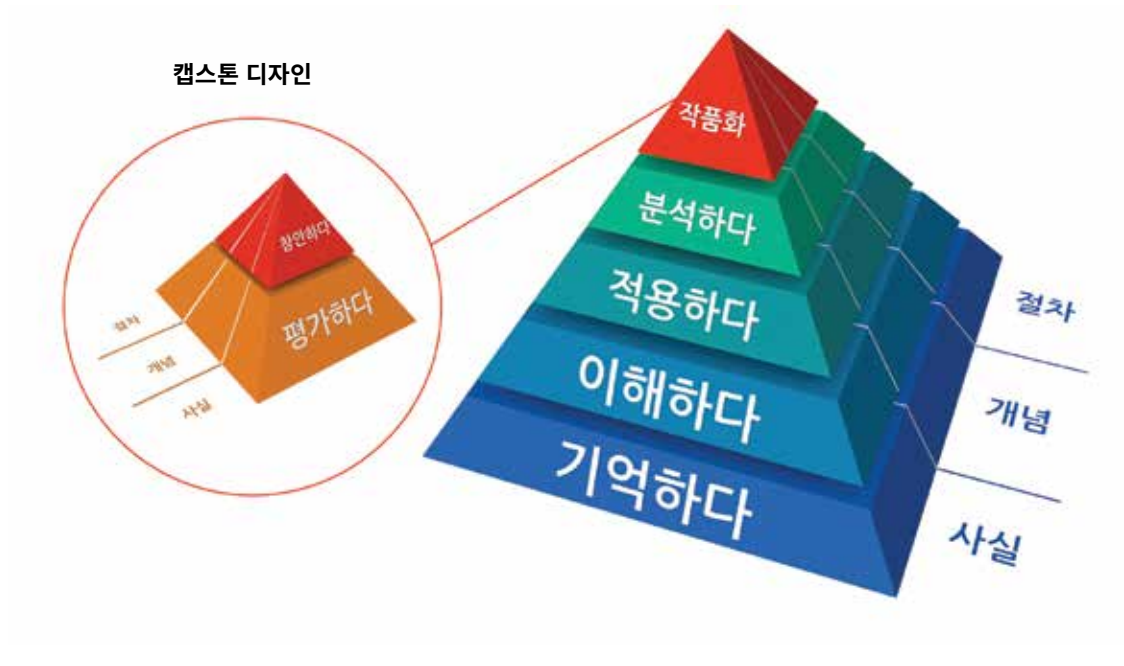 캡스톤 디자인
창안하다
평가하다
절차
개념
사실
작품화
분석하다
적용하다
이해하다
기억하다
절차
개념
사실